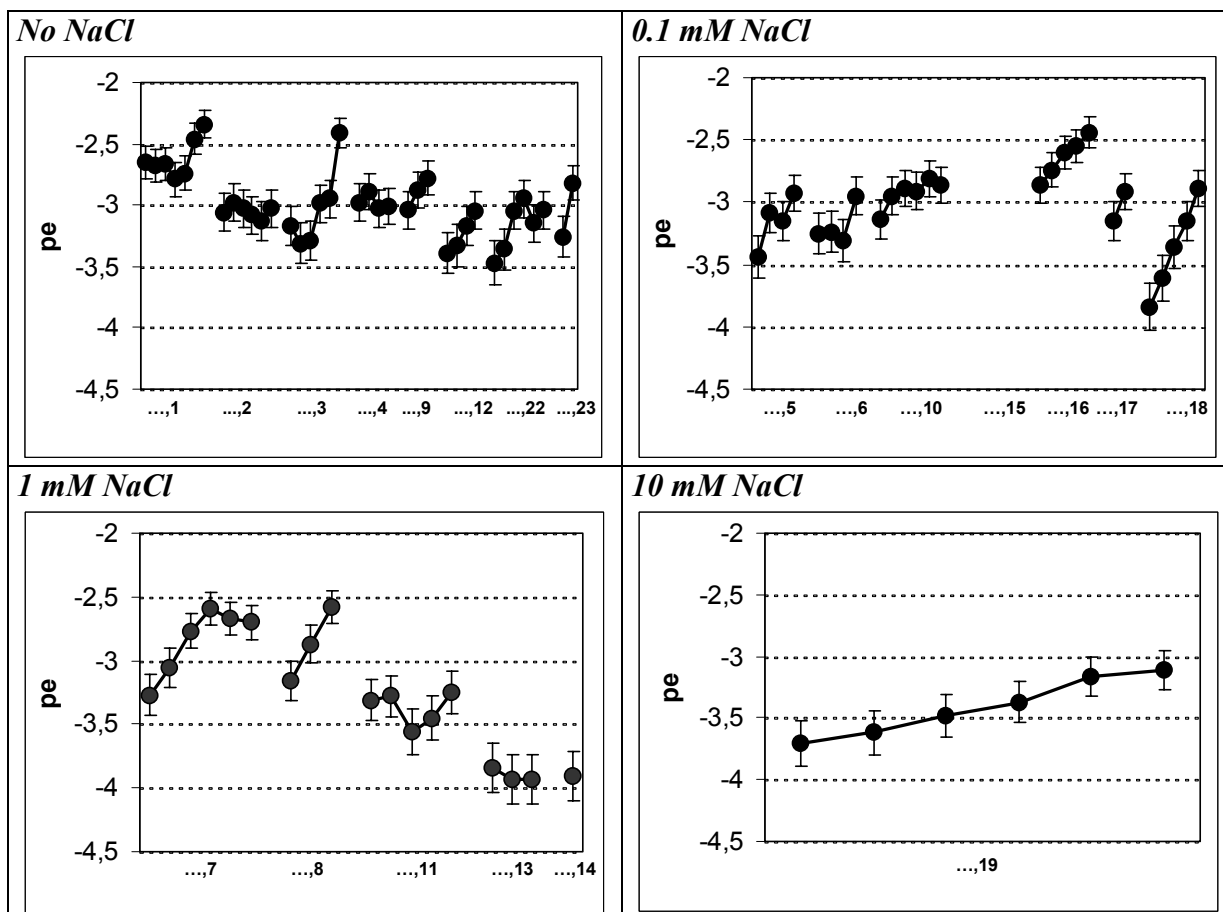 No NaCl
pe
-2
-2,5
-3
-3,5
-4
-4,5
...,1 ...,2 ...,3 ...,4 ...,9 ...,12 ...,22 ...,23
0.1 mM NaCl
pe
-2
-2,5
-3
-3,5
-4
-4,5
...,5 ...,6 ...,10 ...,15 ...,16 ...,17 ...,18
1 mM NaCl
pe
-2
-2,5
-3
-3,5
-4
-4,5
...,7 ...,8 ...,11 ...,13 ...,14
10 mM NaCl
pe
-2
-2,5
-3
-3,5
-4
-4,5
...,19